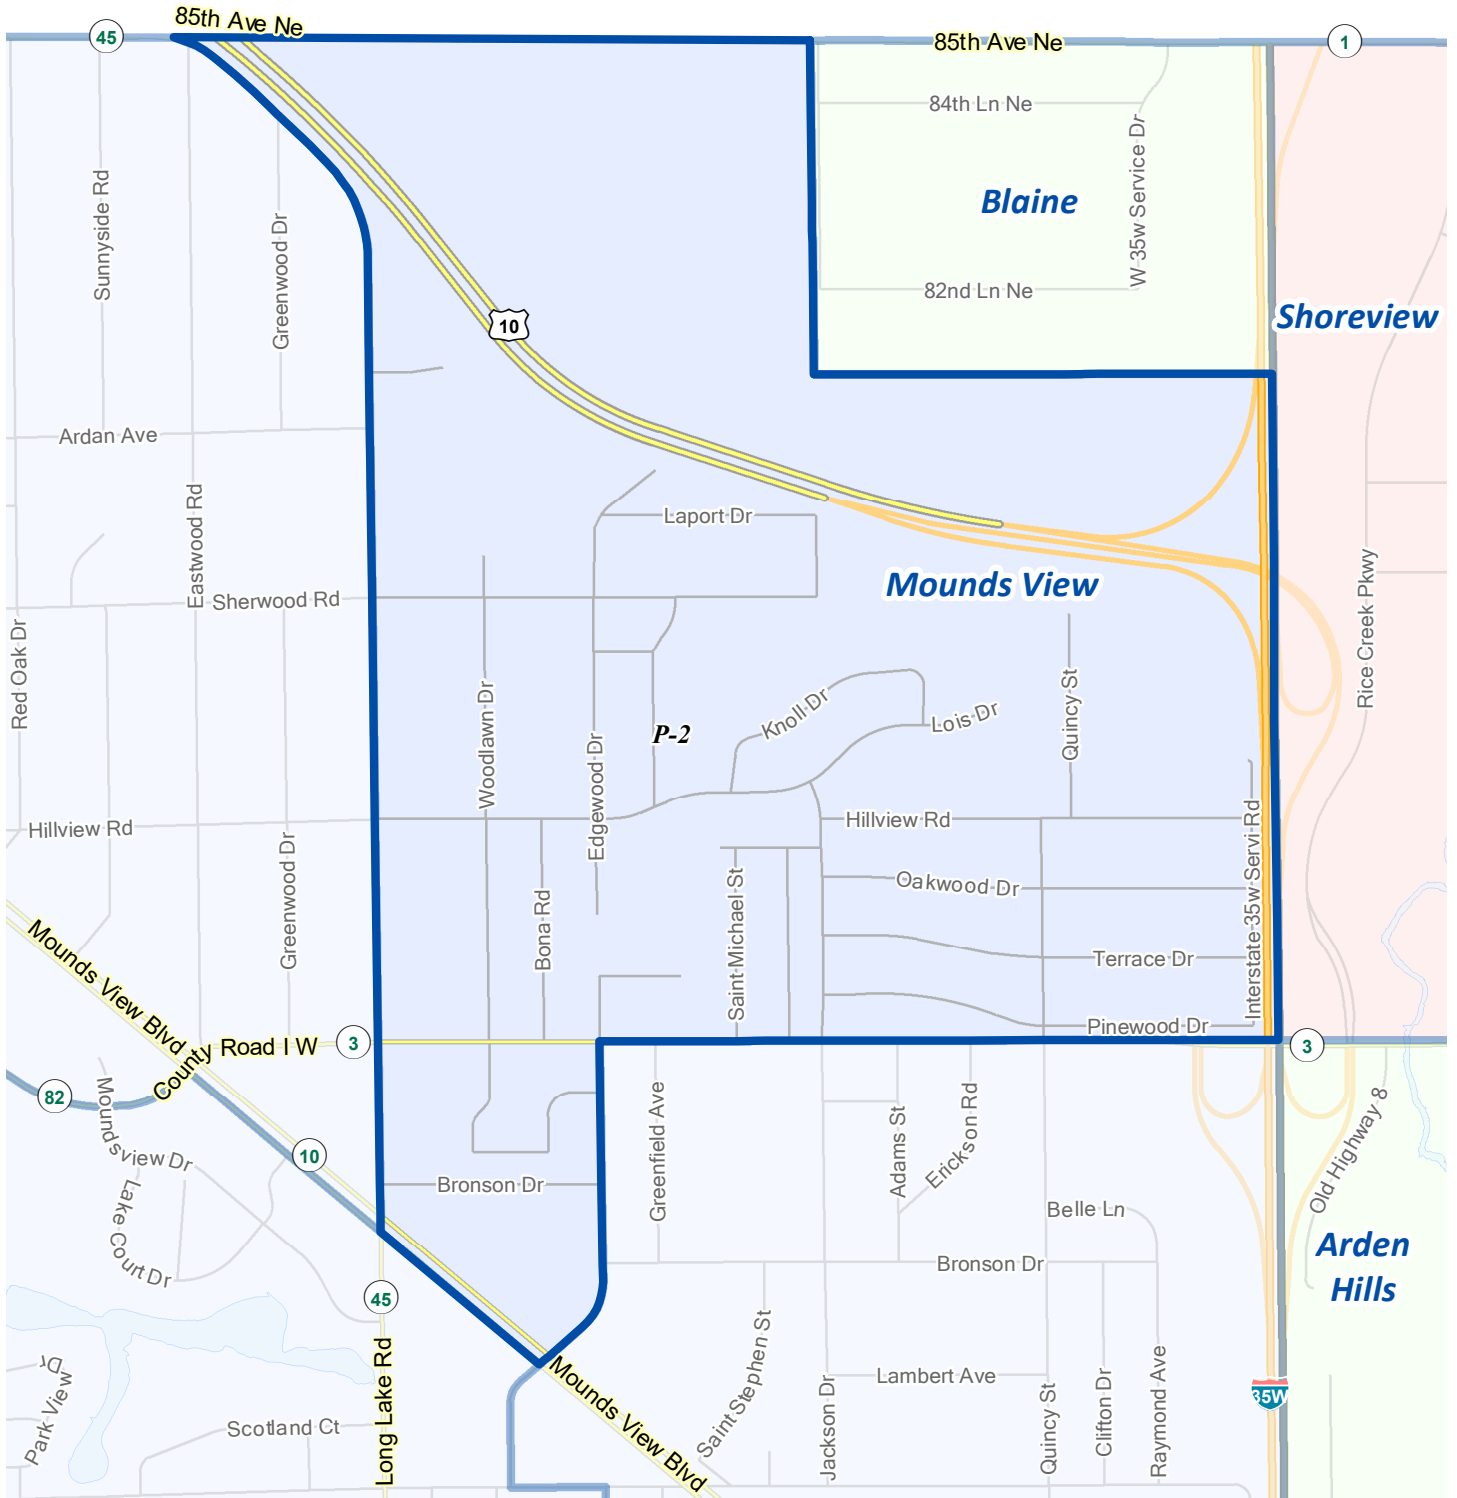 85th Ave Ne
45
85th Ave Ne
1
84th Ln Ne
W 35w Service Dr
Sunnyside Rd
Blaine
Greenwood Dr
82nd Ln Ne
Shoreview
10
Ardan Ave
Eastwood Rd
Laport Dr
Mounds View
Rice Creek Pkwy
Sherwood Rd
Red Oak Dr
Woodlawn Dr
Edgewood Dr
P-2
Knoll Dr
Lois Dr
Quincy St
Hillview Rd
Hillview Rd
Interstate 35w Servi Rd
Greenwood Dr
Bona Rd
Saint Michael St
Oakwood Dr
Terrace Dr
Pinewood Dr
Mounds View Blvd
County Road I W
3
3
82
Moundsview Dr
10
Lake Court Dr
Bronson Dr
Greenfield Ave
Adams St
Erickson Rd
Old Highway 8
Belle Ln
Bronson Dr
Arden
Hills
45
Long Lake Rd
Park View
Dr
Scotland Ct
Mounds View Blvd
Saint Stephen St
Jackson Dr
Lambert Ave
Quincy St
Clifton Dr
Raymond Ave
35W